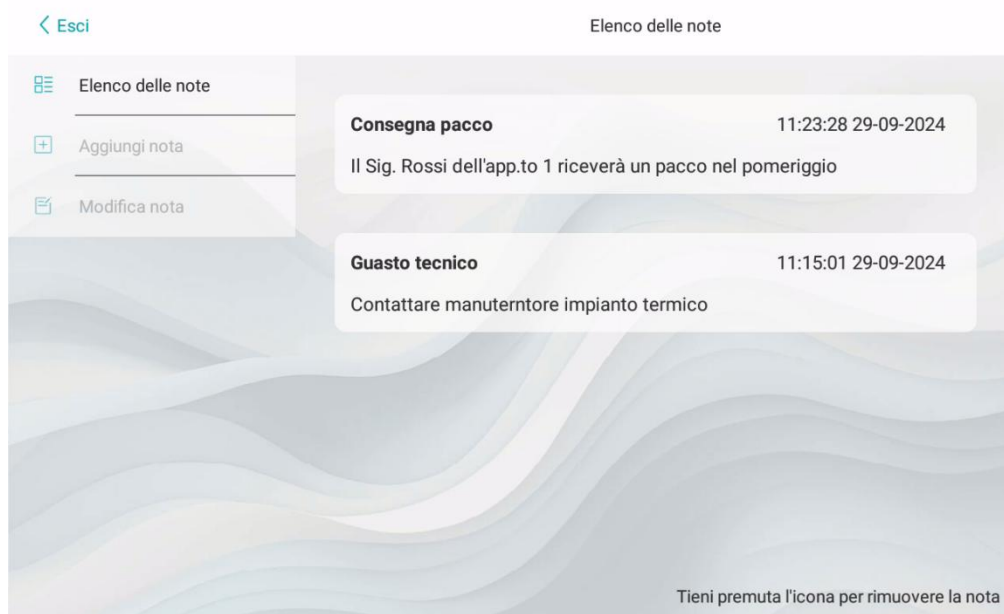 Esci
Elenco delle note
Elenco delle note
Aggiungi nota
Modifica nota
Consegna pacco 11:23:28 29-09-2024
Il Sig. Rossi dell'app.to 1 riceverà un pacco nel pomeriggio
Guasto tecnico 11:15:01 29-09-2024
Contattare manuterntore impianto termico
Tieni premuta l'icona per rimuovere la nota